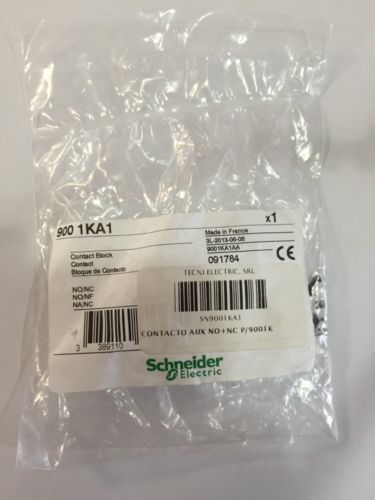 900 1KA1
x1
Contact Block
Contact
Bloque de Contacto
Made in France
3L-2013-06-06
9001KA1AA
091784
CE
NO/NC
NO/NF
NA/NC
TECNI ELECTRIC, SRL
SN9001KA1
CONTACTO AUX NO+NC P/9001K
3 389110
Schneider
Electric